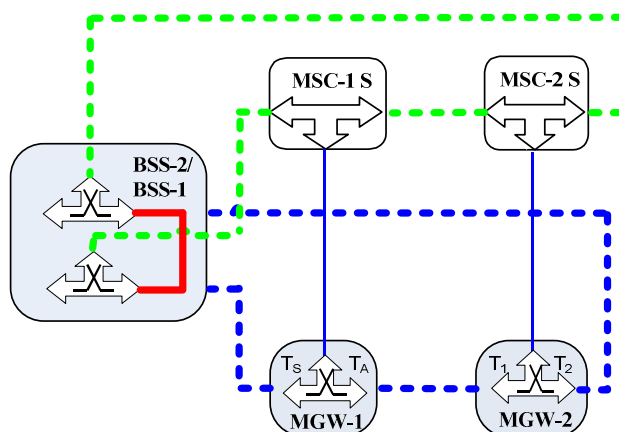 MSC-1 S
MSC-2 S
BSS-2/
BSS-1
TS
TA
MGW-1
T1
T2
MGW-2